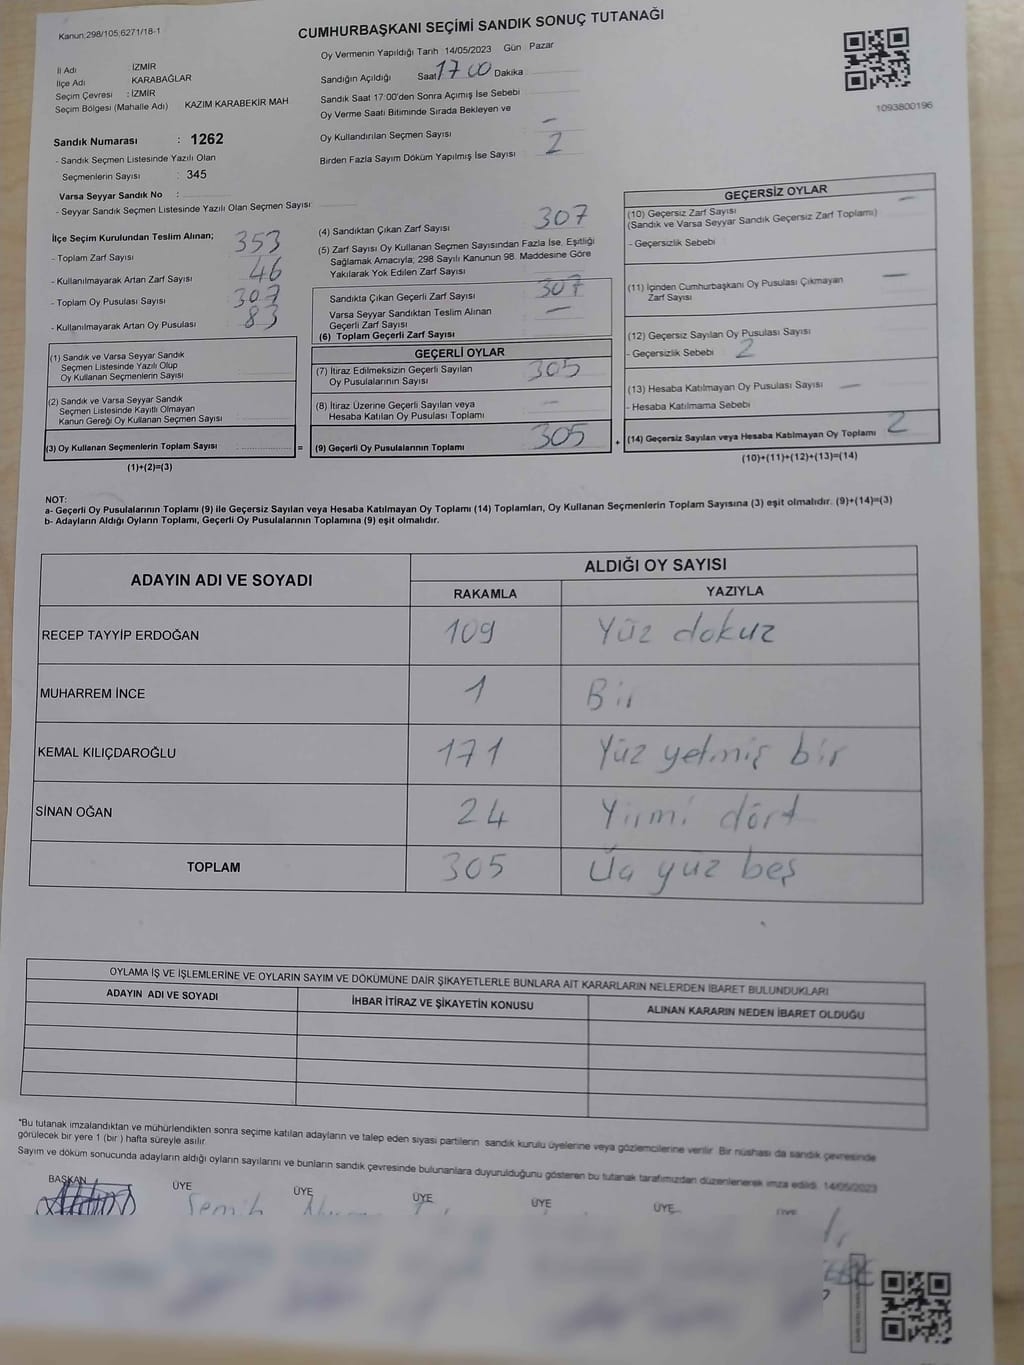 Kanun:298/105;6271/18-1
CUMHURBAŞKANI SEÇİMİ SANDIK SONUÇ TUTANAĞI
İl Adı İZMİR
İlçe Adı KARABAĞLAR
Seçim Çevresi : İZMİR
Seçim Bölgesi (Mahalle Adı) KAZIM KARABEKİR MAH
Sandık Numarası : 1262
- Sandık Seçmen Listesinde Yazılı Olan
Seçmenlerin Sayısı : 345
Varsa Seyyar Sandık No :
- Seyyar Sandık Seçmen Listesinde Yazılı Olan Seçmen Sayısı:
Oy Vermenin Yapıldığı Tarih 14/05/2023 Gün Pazar
Sandığın Açıldığı Saat 17 00 Dakika
Sandık Saat 17:00'den Sonra Açımış İse Sebebi
Oy Verme Saati Bitiminde Sırada Bekleyen ve
Oy Kullandırılan Seçmen Sayısı -
Birden Fazla Sayım Döküm Yapılmış İse Sayısı 2
1093800196
İlçe Seçim Kurulundan Teslim Alınan;
- Toplam Zarf Sayısı 353
- Kullanılmayarak Artan Zarf Sayısı 46
- Toplam Oy Pusulası Sayısı 307
- Kullanılmayarak Artan Oy Pusulası 83
(1) Sandık ve Varsa Seyyar Sandık
Seçmen Listesinde Yazılı Olup
Oy Kullanan Seçmenlerin Sayısı
(2) Sandık ve Varsa Seyyar Sandık
Seçmen Listesinde Kayıtlı Olmayan
Kanun Gereği Oy Kullanan Seçmen Sayısı
(3) Oy Kullanan Seçmenlerin Toplam Sayısı =
(1)+(2)=(3)
(4) Sandıktan Çıkan Zarf Sayısı 307
(5) Zarf Sayısı Oy Kullanan Seçmen Sayısından Fazla İse, Eşitliği
Sağlamak Amacıyla; 298 Sayılı Kanunun 98. Maddesine Göre
Yakılarak Yok Edilen Zarf Sayısı
Sandıkta Çıkan Geçerli Zarf Sayısı 307
Varsa Seyyar Sandıktan Teslim Alınan
Geçerli Zarf Sayısı -
(6) Toplam Geçerli Zarf Sayısı
GEÇERLİ OYLAR
(7) İtiraz Edilmeksizin Geçerli Sayılan
Oy Pusulalarının Sayısı 305
(8) İtiraz Üzerine Geçerli Sayılan veya
Hesaba Katılan Oy Pusulası Toplamı -
(9) Geçerli Oy Pusulalarının Toplamı 305 +
GEÇERSİZ OYLAR
(10) Geçersiz Zarf Sayısı -
(Sandık ve Varsa Seyyar Sandık Geçersiz Zarf Toplamı)
- Geçersizlik Sebebi
(11) İçinden Cumhurbaşkanı Oy Pusulası Çıkmayan -
Zarf Sayısı
(12) Geçersiz Sayılan Oy Pusulası Sayısı
- Geçersizlik Sebebi 2
(13) Hesaba Katılmayan Oy Pusulası Sayısı -
- Hesaba Katılmama Sebebi
(14) Geçersiz Sayılan veya Hesaba Katılmayan Oy Toplamı 2
(10)+(11)+(12)+(13)=(14)
NOT:
a- Geçerli Oy Pusulalarının Toplamı (9) ile Geçersiz Sayılan veya Hesaba Katılmayan Oy Toplamı (14) Toplamları, Oy Kullanan Seçmenlerin Toplam Sayısına (3) eşit olmalıdır. (9)+(14)=(3)
b- Adayların Aldığı Oyların Toplamı, Geçerli Oy Pusulalarının Toplamına (9) eşit olmalıdır.
ADAYIN ADI VE SOYADI ALDIĞI OY SAYISI
RAKAMLA YAZIYLA
RECEP TAYYİP ERDOĞAN 109 Yüz dokuz
MUHARREM İNCE 1 Bir
KEMAL KILIÇDAROĞLU 171 Yüz yetmiş bir
SİNAN OĞAN 24 Yirmi dört
TOPLAM 305 Üç yüz beş
OYLAMA İŞ VE İŞLEMLERİNE VE OYLARIN SAYIM VE DÖKÜMÜNE DAİR ŞİKAYETLERLE BUNLARA AİT KARARLARIN NELERDEN İBARET BULUNDUKLARI
ADAYIN ADI VE SOYADI İHBAR İTİRAZ VE ŞİKAYETİN KONUSU ALINAN KARARIN NEDEN İBARET OLDUĞU
*Bu tutanak imzalandıktan ve mühürlendikten sonra seçime katılan adayların ve talep eden siyasi partilerin sandık kurulu üyelerine veya gözlemcilerine verilir. Bir nüshası da sandık çevresinde
görülecek bir yere 1 (bir ) hafta süreyle asılır.
Sayım ve döküm sonucunda adayların aldığı oyların sayılarını ve bunların sandık çevresinde bulunanlara duyurulduğunu gösteren bu tutanak tarafımızdan düzenlenerek imza edildi. 14/05/2023
BAŞKAN ÜYE ÜYE ÜYE ÜYE ÜYE ÜYE
Semih